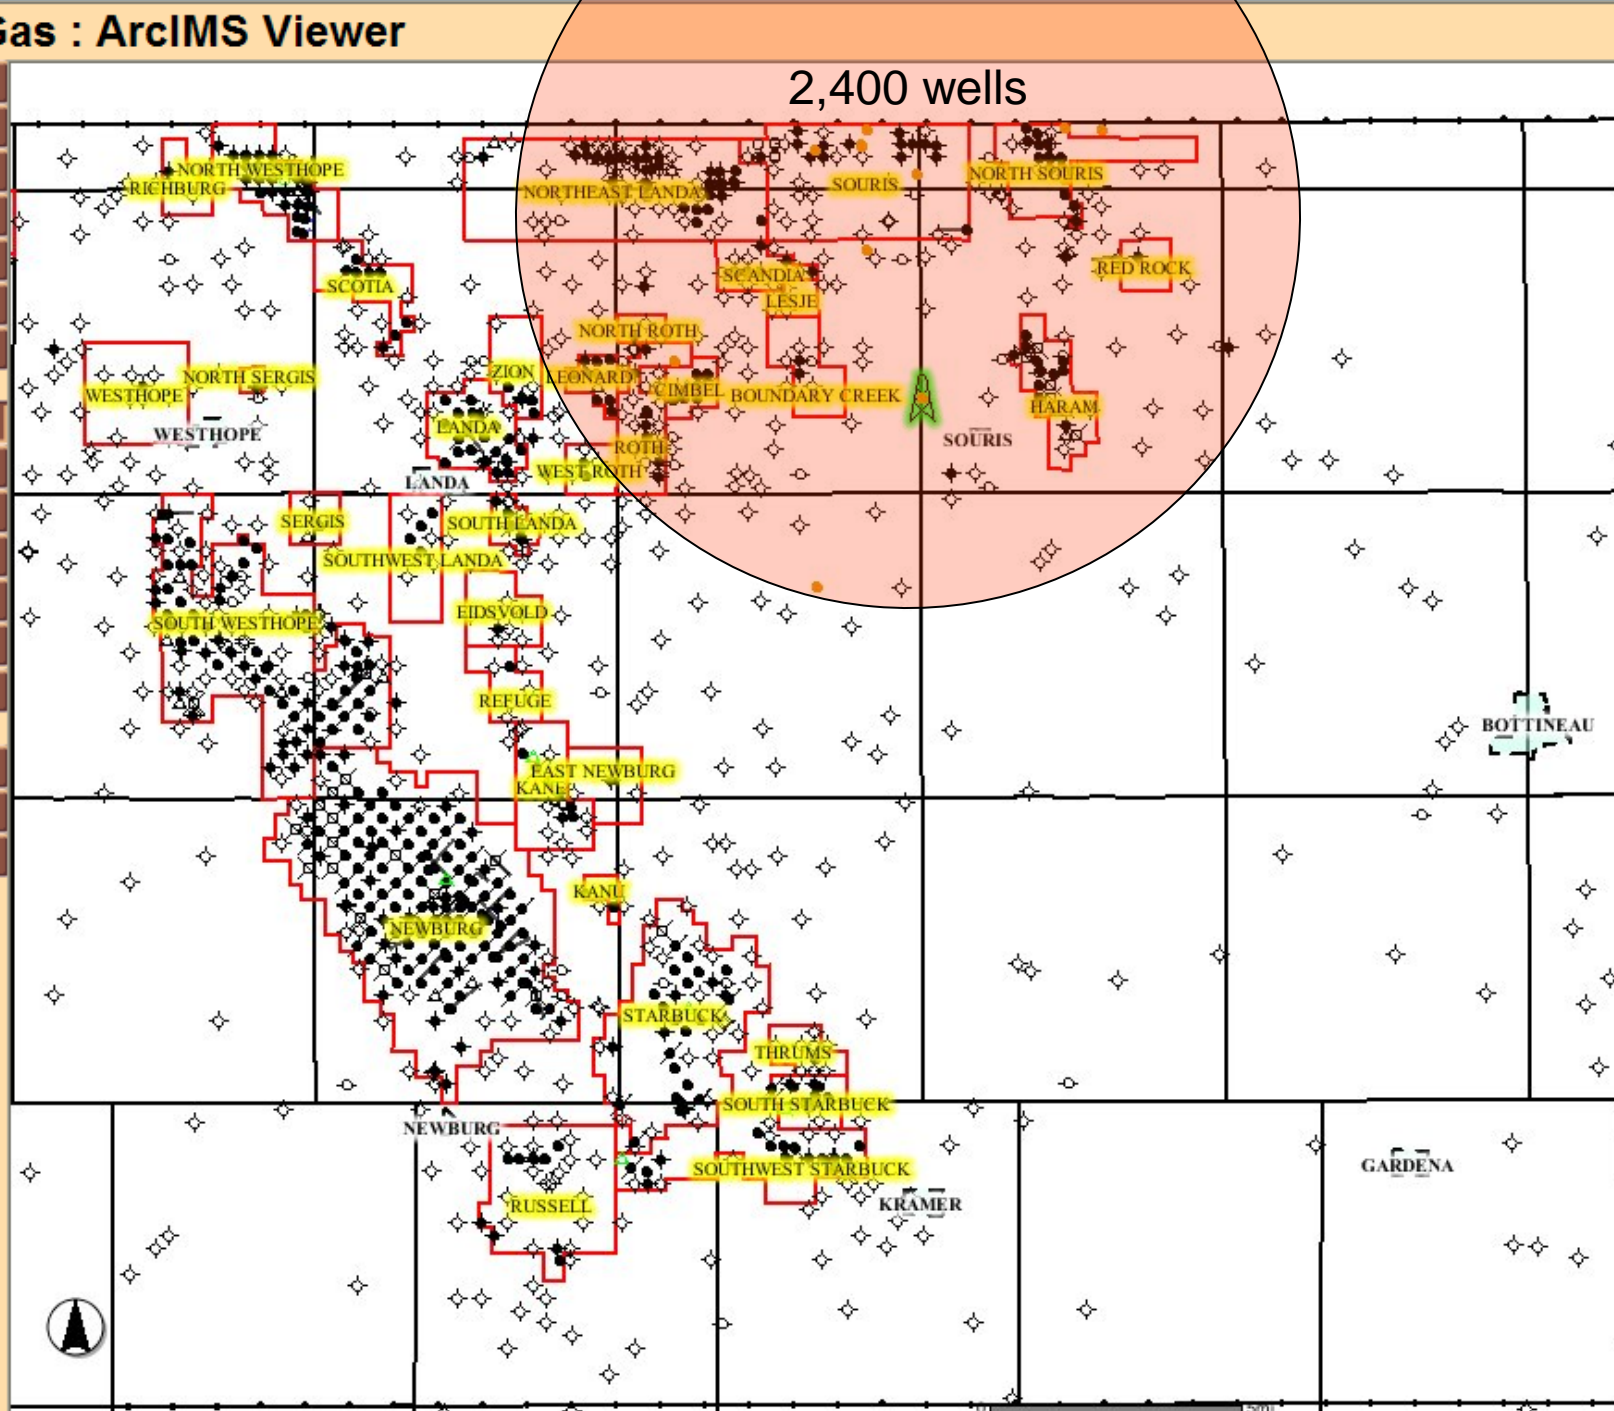 Gas : ArcIMS Viewer
2,400 wells
NORTH WESTHOPE
RICHBURG
NORTHEAST LANDA
SOURIS
NORTH SOURIS
SCOTIA
SCANDIA
LESJE
RED ROCK
NORTH ROTH
WESTHOPE
NORTH SERGIS
ZION
LEONARD
CIMBEL
BOUNDARY CREEK
HARAM
WESTHOPE
LANDA
SOURIS
ROTH
WEST ROTH
LANDA
SERGIS
SOUTH LANDA
SOUTHWEST LANDA
EIDSVOLD
SOUTH WESTHOPE
REFUGE
BOTTINEAU
EAST NEWBURG
KANE
KANU
NEWBURG
STARBUCK
THRUMS
SOUTH STARBUCK
NEWBURG
SOUTHWEST STARBUCK
GARDENA
KRAMER
RUSSELL